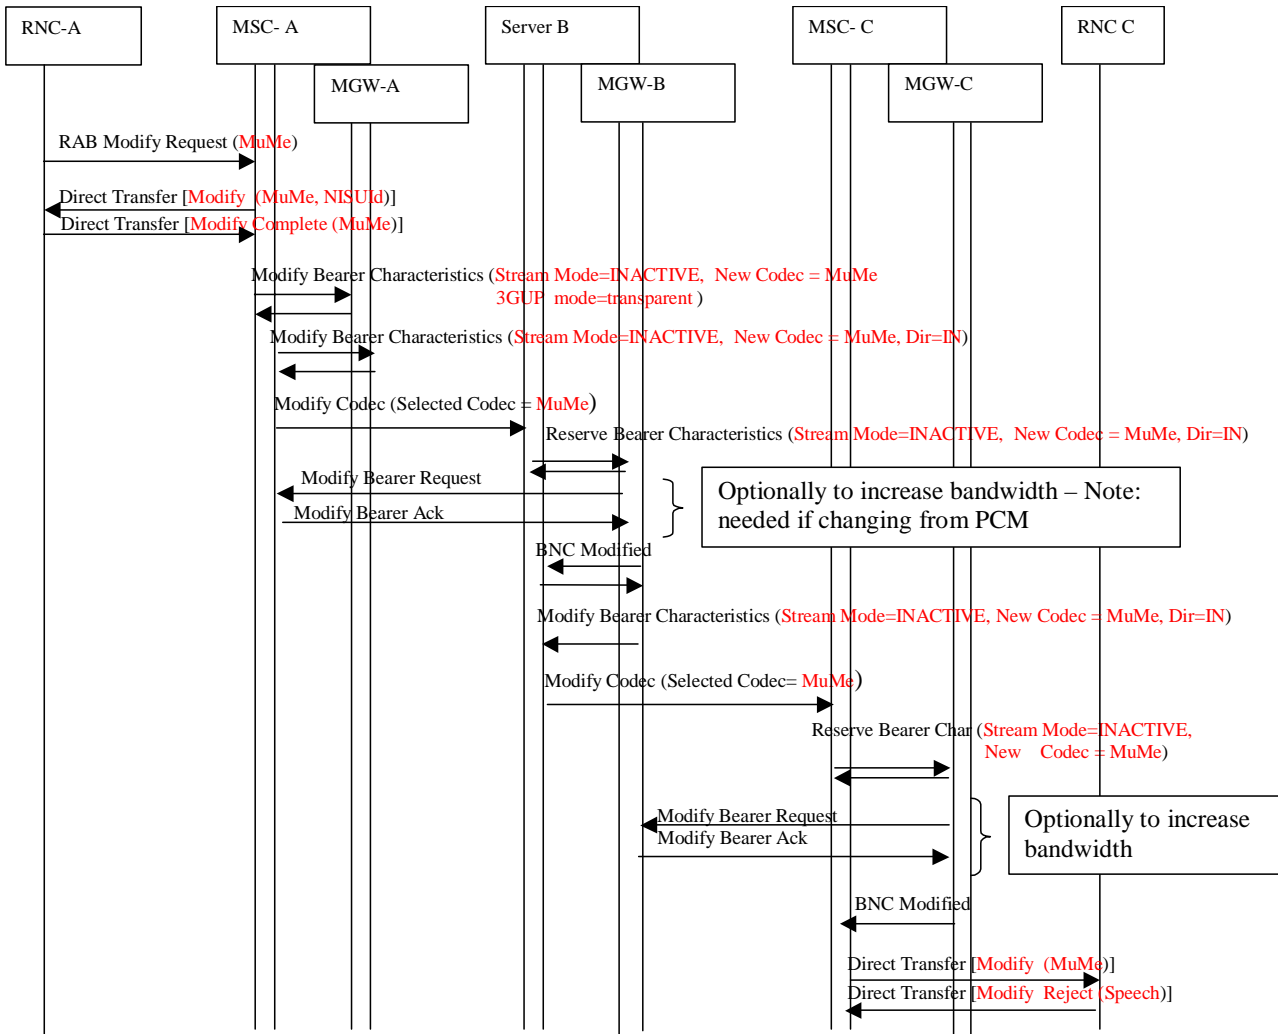 RNC-A
MSC- A
Server B
MSC- C
RNC C
MGW-A
MGW-B
MGW-C
RAB Modify Request (MuMe)
Direct Transfer [Modify (MuMe, NISUId)]
Direct Transfer [Modify Complete (MuMe)]
Modify Bearer Characteristics (Stream Mode=INACTIVE, New Codec = MuMe
3GUP mode=transparent )
Modify Bearer Characteristics (Stream Mode=INACTIVE, New Codec = MuMe, Dir=IN)
Modify Codec (Selected Codec = MuMe)
Reserve Bearer Characteristics (Stream Mode=INACTIVE, New Codec = MuMe, Dir=IN)
Modify Bearer Request
Optionally to increase bandwidth – Note:
needed if changing from PCM
Modify Bearer Ack
BNC Modified
Modify Bearer Characteristics (Stream Mode=INACTIVE, New Codec = MuMe, Dir=IN)
Modify Codec (Selected Codec= MuMe)
Reserve Bearer Char (Stream Mode=INACTIVE,
New Codec = MuMe)
Modify Bearer Request
Modify Bearer Ack
Optionally to increase
bandwidth
BNC Modified
Direct Transfer [Modify (MuMe)]
Direct Transfer [Modify Reject (Speech)]